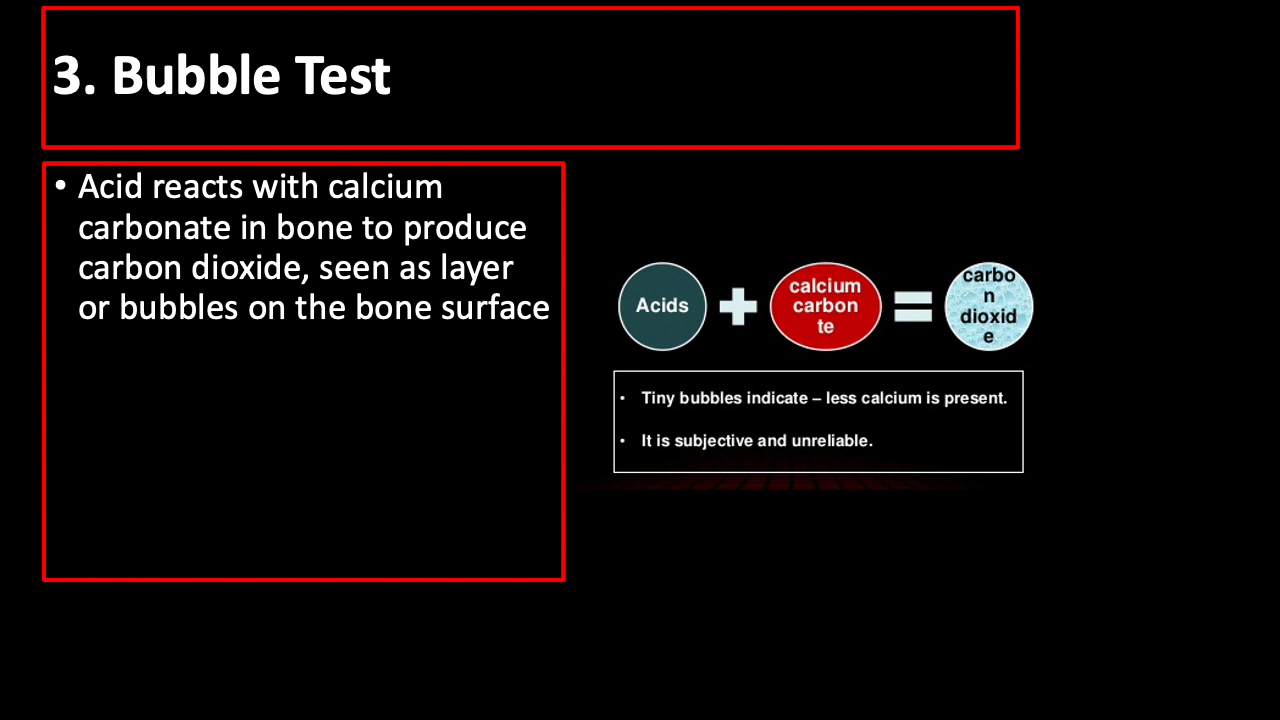 3. Bubble Test
• Acid reacts with calcium
carbonate in bone to produce
carbon dioxide, seen as layer
or bubbles on the bone surface
Acids
calcium
carbon
te
carbo
n
dioxid
e
• Tiny bubbles indicate – less calcium is present.
• It is subjective and unreliable.